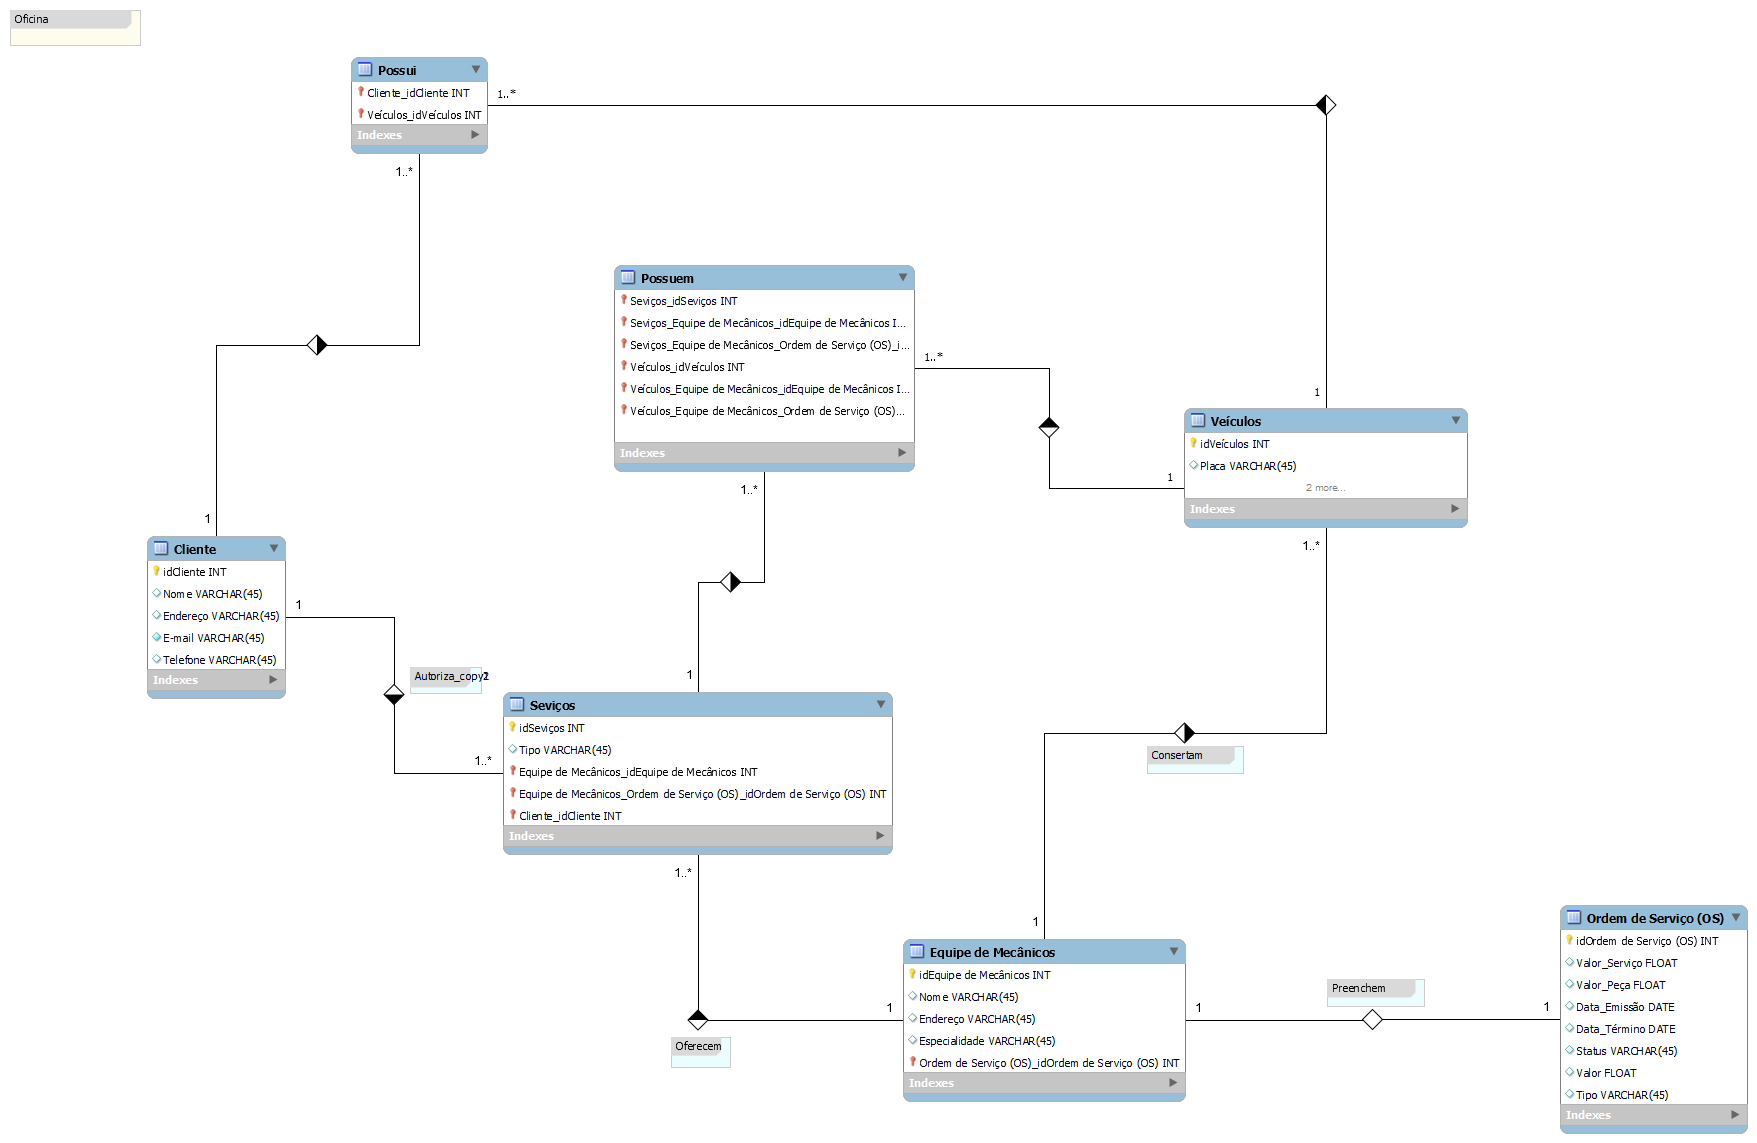 Oficina
Possui
Cliente_idCliente INT
Veículos_idVeículos INT
Indexes
1..*
1..*
Possuem
Seviços_idSeviços INT
Seviços_Equipe de Mecânicos_idEquipe de Mecânicos I...
Seviços_Equipe de Mecânicos_Ordem de Serviço (OS)_i...
Veículos_idVeículos INT
Veículos_Equipe de Mecânicos_idEquipe de Mecânicos I...
Veículos_Equipe de Mecânicos_Ordem de Serviço (OS)...
Indexes
1..*
1..*
1
1
Veículos
idVeículos INT
Placa VARCHAR(45)
2 more...
Indexes
1..*
1
Cliente
idCliente INT
Nome VARCHAR(45)
Endereço VARCHAR(45)
E-mail VARCHAR(45)
Telefone VARCHAR(45)
Indexes
1
Autoriza_copy1
1..*
1
Seviços
idSeviços INT
Tipo VARCHAR(45)
Equipe de Mecânicos_idEquipe de Mecânicos INT
Equipe de Mecânicos_Ordem de Serviço (OS)_idOrdem de Serviço (OS) INT
Cliente_idCliente INT
Indexes
1..*
Consertam
1
Oferecem
1
Equipe de Mecânicos
idEquipe de Mecânicos INT
Nome VARCHAR(45)
Endereço VARCHAR(45)
Especialidade VARCHAR(45)
Ordem de Serviço (OS)_idOrdem de Serviço (OS) INT
Indexes
1
Preenchem
1
Ordem de Serviço (OS)
idOrdem de Serviço (OS) INT
Valor_Serviço FLOAT
Valor_Peça FLOAT
Data_Emissão DATE
Data_Término DATE
Status VARCHAR(45)
Valor FLOAT
Tipo VARCHAR(45)
Indexes